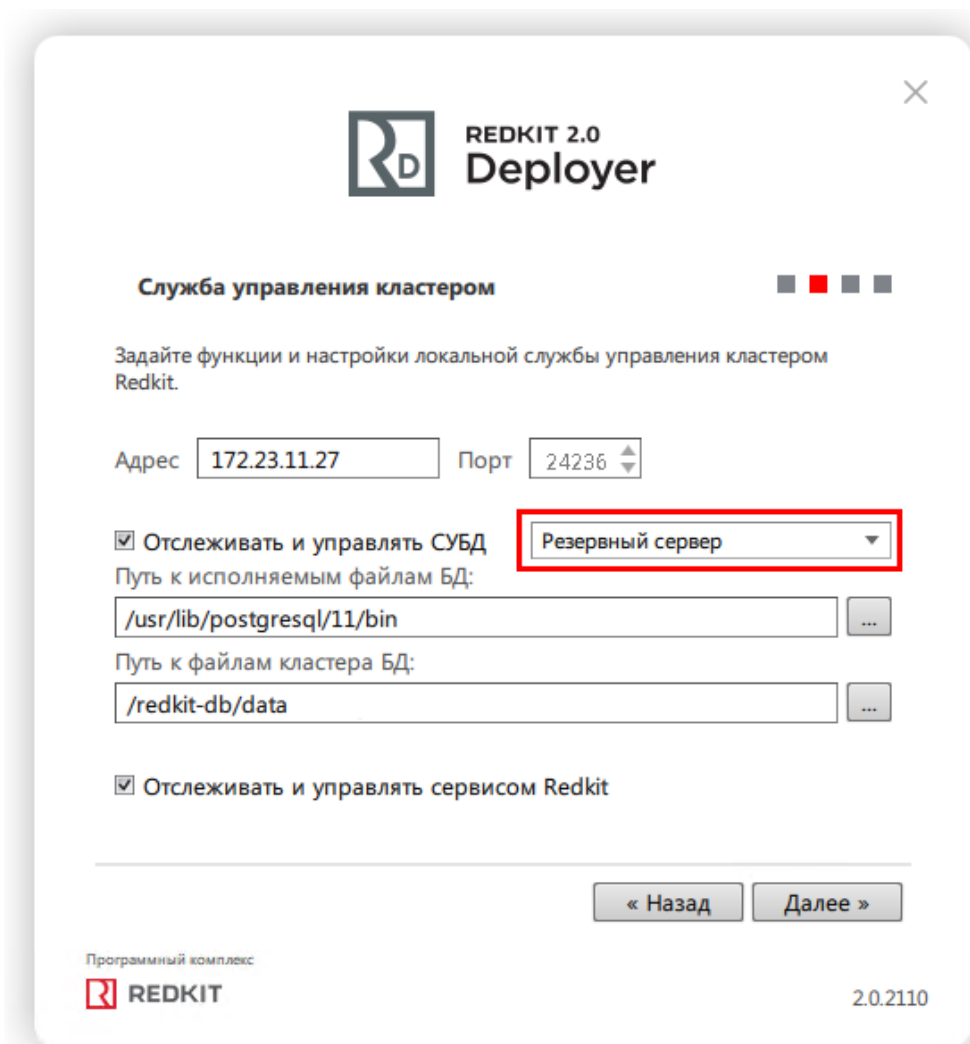 REDKIT 2.0
Deployer
Служба управления кластером
Задайте функции и настройки локальной службы управления кластером
Redkit.
Адрес 172.23.11.27 Порт 24236
Отслеживать и управлять СУБД Резервный сервер
Путь к исполняемым файлам БД:
/usr/lib/postgresql/11/bin ...
Путь к файлам кластера БД:
/redkit-db/data ...
Отслеживать и управлять сервисом Redkit
« Назад Далее »
Программный комплекс
REDKIT
2.0.2110